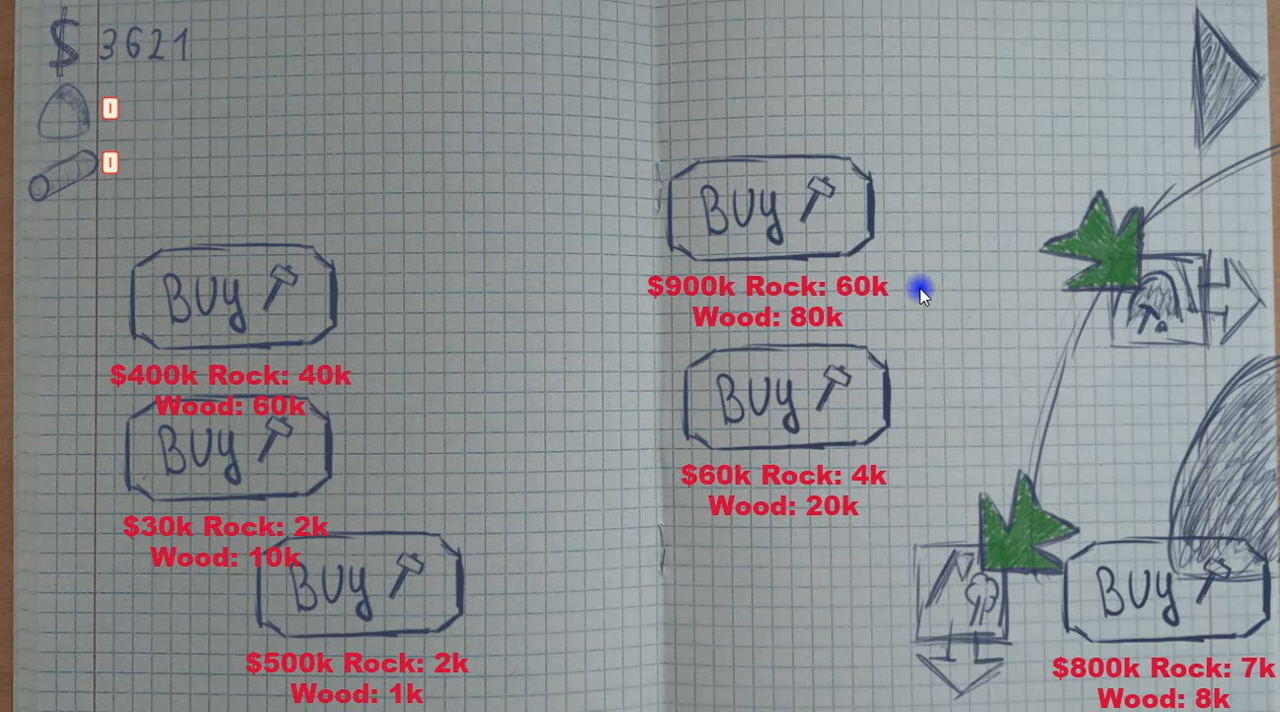 $ 3621
0
0
BUY
$900k Rock: 60k
Wood: 80k
BUY
$400k Rock: 40k
Wood: 60k
BUY
$60k Rock: 4k
Wood: 20k
BUY
$30k Rock: 2k
Wood: 10k
BUY
$500k Rock: 2k
Wood: 1k
BUY
$800k Rock: 7k
Wood: 8k